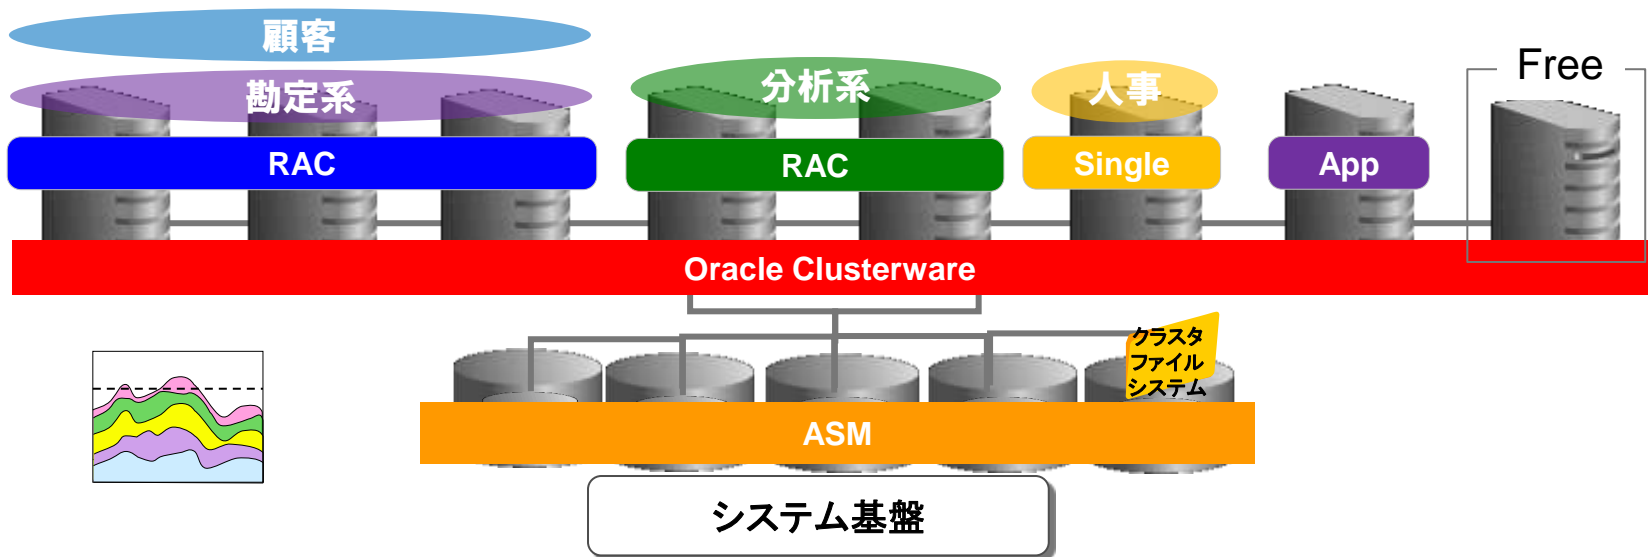 顧客
勘定系
分析系
人事
Free
RAC
RAC
Single
App
Oracle Clusterware
クラスタ
ファイル
システム
ASM
システム基盤